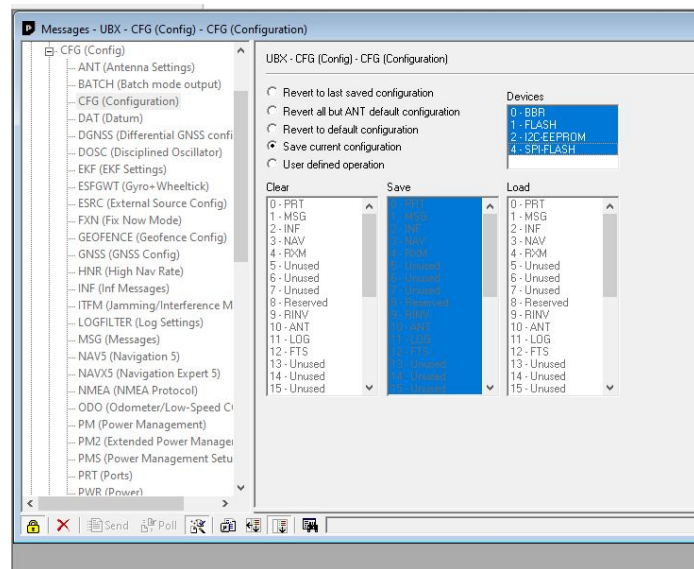 Messages - UBX - CFG (Config) - CFG (Configuration)
CFG (Config)
ANT (Antenna Settings)
BATCH (Batch mode output)
CFG (Configuration)
DAT (Datum)
DGNSS (Differential GNSS confi
DOSC (Disciplined Oscillator)
EKF (EKF Settings)
ESFGWT (Gyro+Wheeltick)
ESRC (External Source Config)
FXN (Fix Now Mode)
GEOFENCE (Geofence Config)
GNSS (GNSS Config)
HNR (High Nav Rate)
INF (Inf Messages)
ITFM (Jamming/Interference M
LOGFILTER (Log Settings)
MSG (Messages)
NAV5 (Navigation 5)
NAVX5 (Navigation Expert 5)
NMEA (NMEA Protocol)
ODO (Odometer/Low-Speed C
PM (Power Management)
PM2 (Extended Power Manager
PMS (Power Management Setu
PRT (Ports)
PWR (Power)
UBX - CFG (Config) - CFG (Configuration)
Revert to last saved configuration
Revert all but ANT default configuration
Revert to default configuration
Save current configuration
User defined operation
Devices
0 - BBR
1 - FLASH
2 - I2C-EEPROM
4 - SPI-FLASH
Clear
0 - PRT
1 - MSG
2 - INF
3 - NAV
4 - RXM
5 - Unused
6 - Unused
7 - Unused
8 - Reserved
9 - RINV
10 - ANT
11 - LOG
12 - FTS
13 - Unused
14 - Unused
15 - Unused
Save
0 - PRT
1 - MSG
2 - INF
3 - NAV
4 - RXM
5 - Unused
6 - Unused
7 - Unused
8 - Reserved
9 - RINV
10 - ANT
11 - LOG
12 - FTS
13 - Unused
14 - Unused
15 - Unused
Load
0 - PRT
1 - MSG
2 - INF
3 - NAV
4 - RXM
5 - Unused
6 - Unused
7 - Unused
8 - Reserved
9 - RINV
10 - ANT
11 - LOG
12 - FTS
13 - Unused
14 - Unused
15 - Unused
Send
Poll